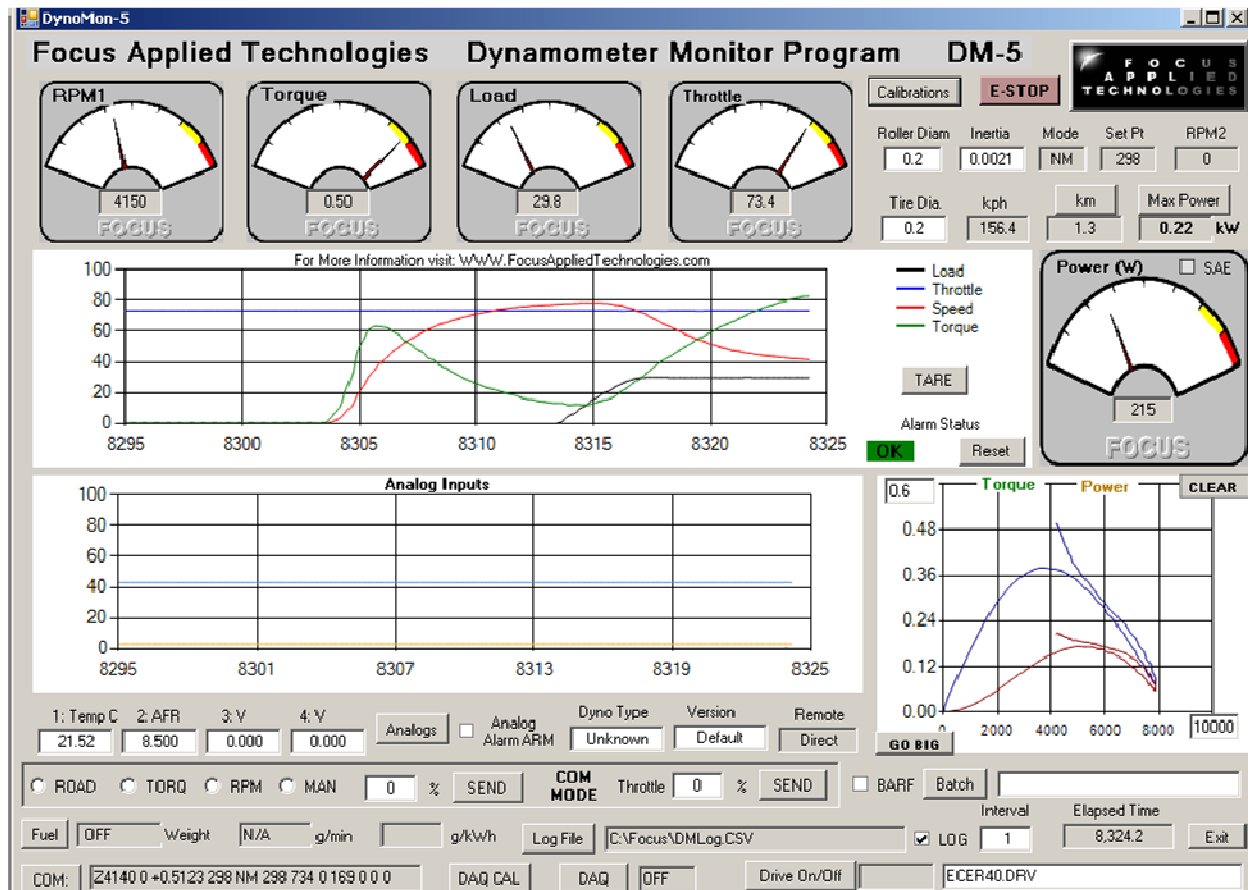 DynoMon-5
Focus Applied Technologies Dynamometer Monitor Program DM-5
FOCUS
APPLIED
TECHNOLOGIES
RPM1 Torque Load Throttle
4150 0.50 29.8 73.4
FOCUS FOCUS FOCUS FOCUS
Calibrations E-STOP
Roller Diam Inertia Mode Set Pt RPM2
0.2 0.0021 NM 298 0
Tire Dia. kph km Max Power
0.2 156.4 1.3 0.22 kW
For More Information visit: WWW.FocusAppliedTechnologies.com
100
80
60
40
20
0
8295 8300 8305 8310 8315 8320 8325
Load
Throttle
Speed
Torque
TARE
Alarm Status
OK Reset
Power (W) SAE
215
FOCUS
Analog Inputs
100
80
60
40
20
0
8295 8301 8307 8313 8319 8325
0.6 Torque Power CLEAR
0.48
0.36
0.24
0.12
0.00
0 2000 4000 6000 8000 10000
GO BIG
1: Temp C 2: AFR 3: V 4: V
21.52 8.500 0.000 0.000
Analogs Analog Alarm ARM
Dyno Type Version Remote
Unknown Default Direct
ROAD TORQ RPM MAN 0 % SEND COM MODE Throttle 0 % SEND BARF Batch
Interval Elapsed Time
Fuel OFF Weight N/A g/min g/kWh Log File C:\Focus\DMLog.CSV LOG 1 8,324.2 Exit
COM: Z4140 0 +0.5123 298 NM 298 734 0 169 0 0 0 DAQ CAL DAQ OFF Drive On/Off ECER40.DRV